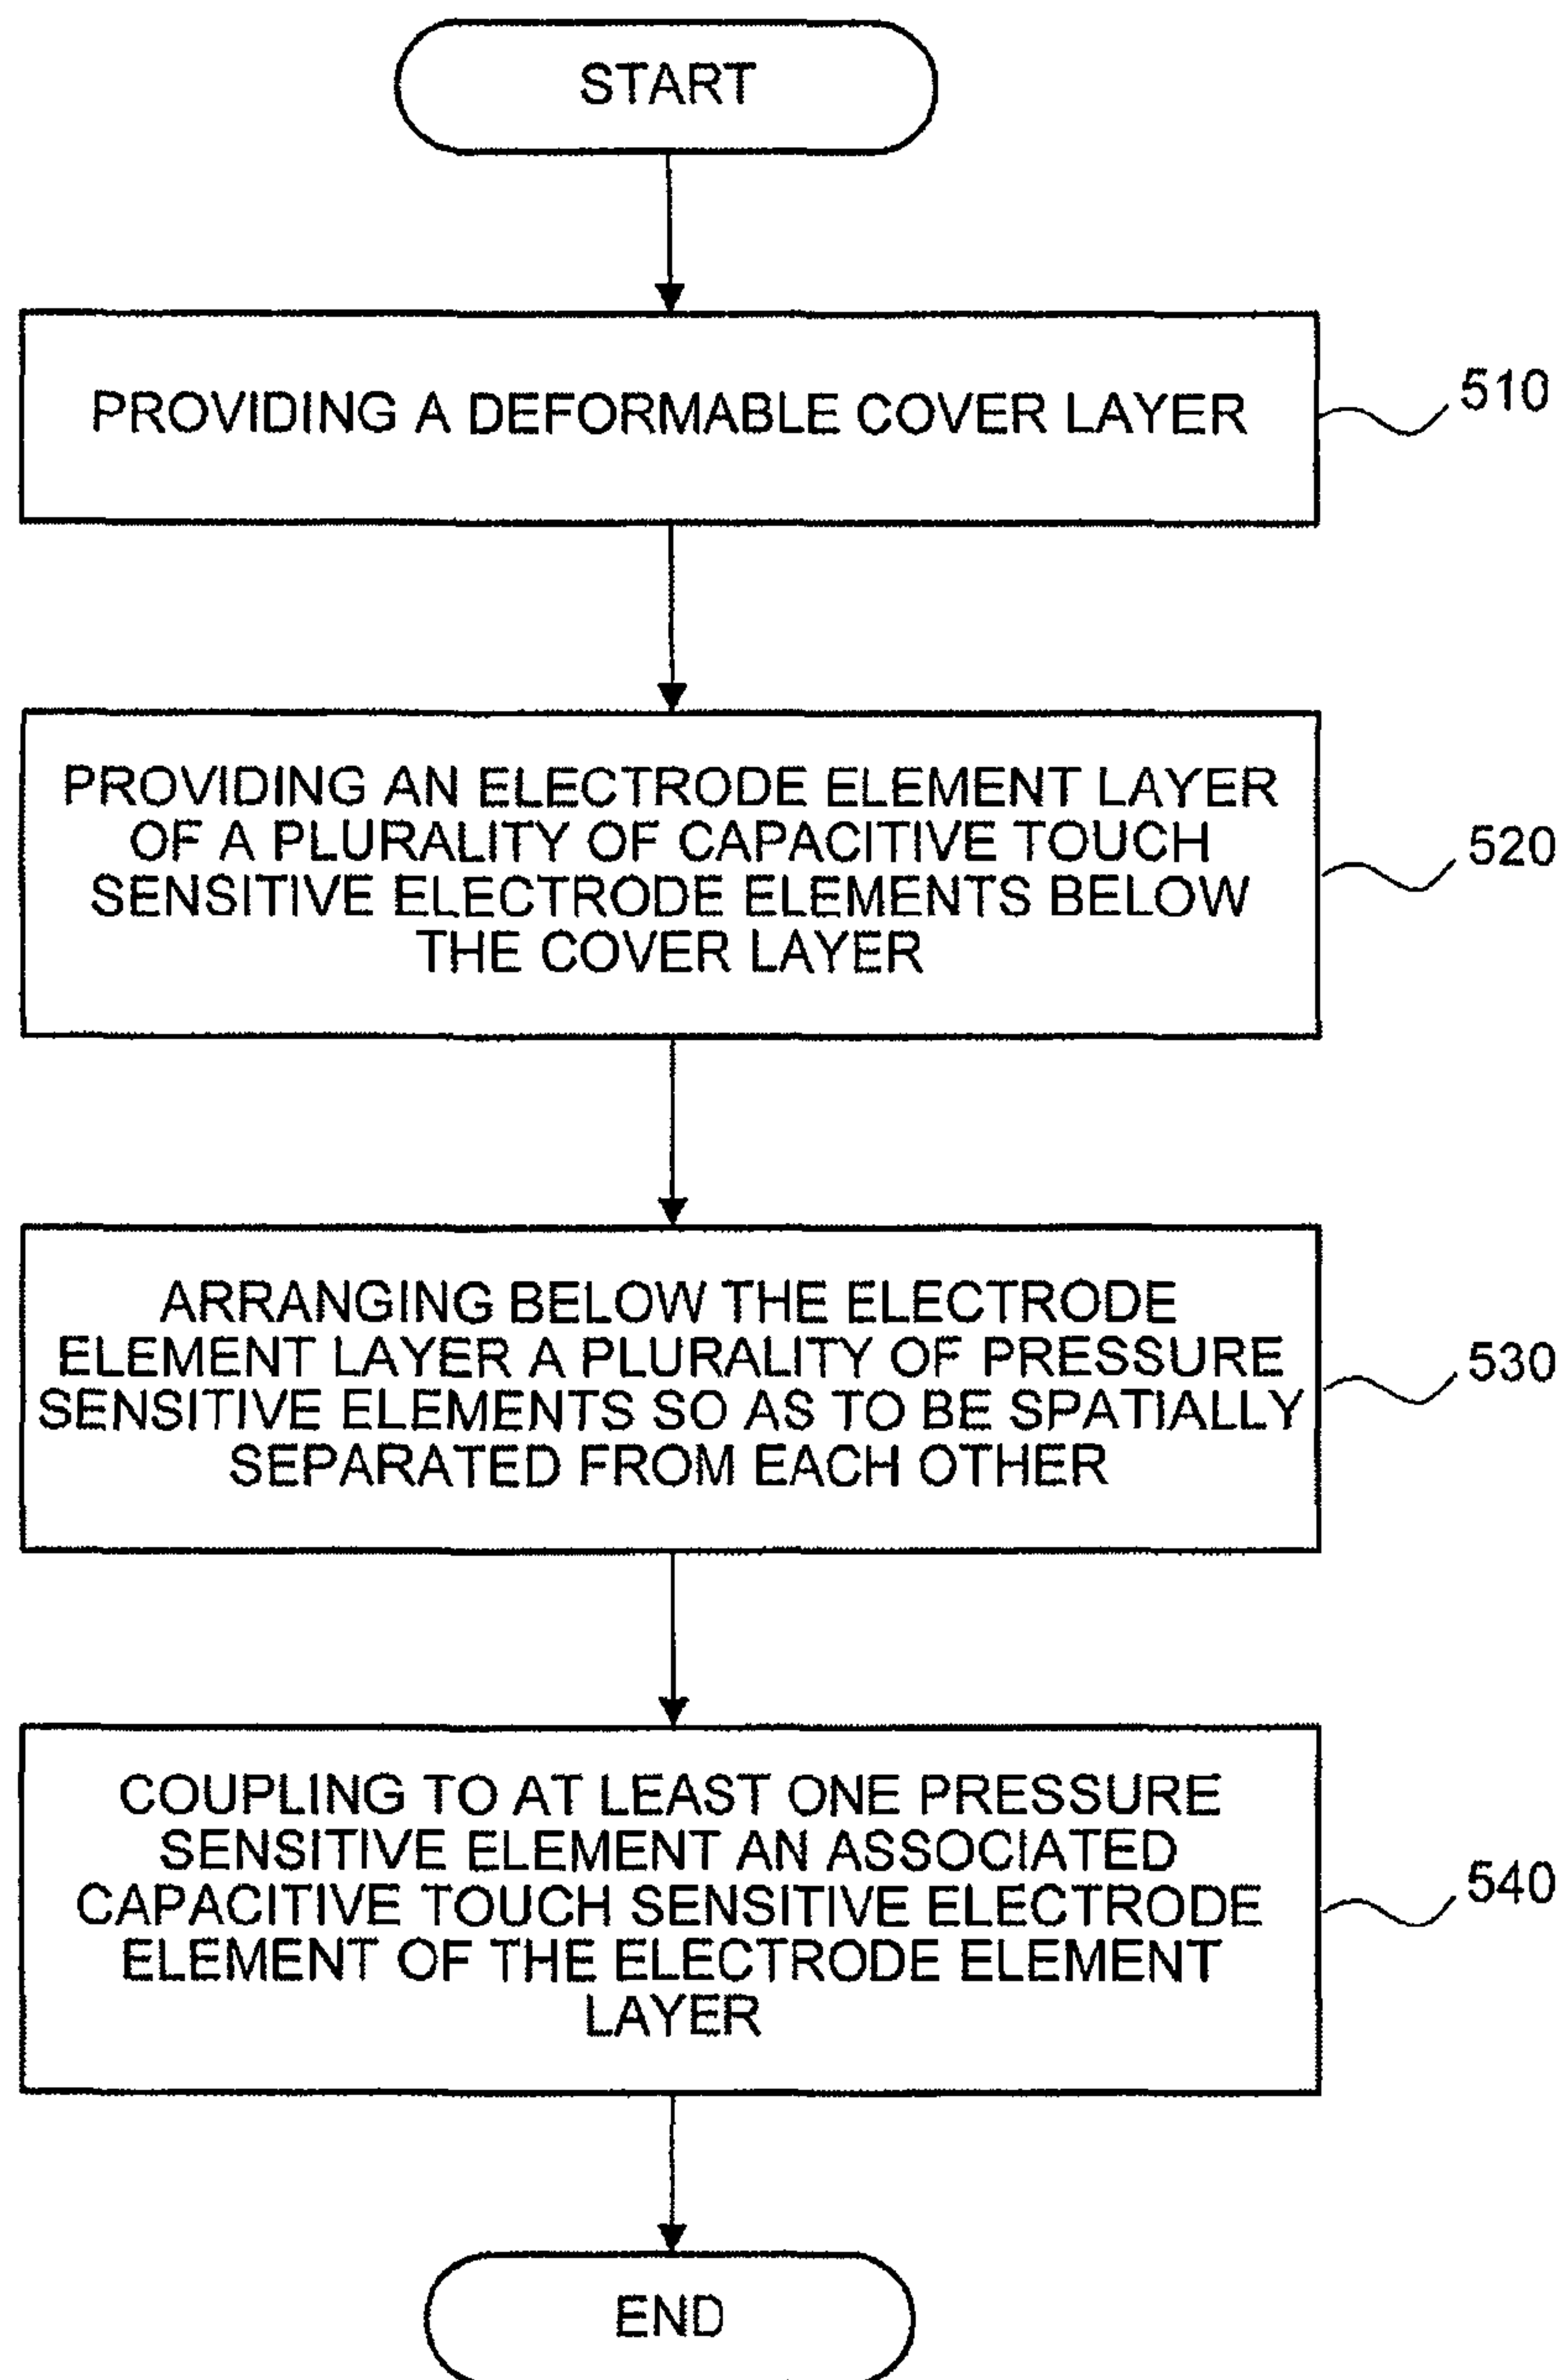 START
PROVIDING A DEFORMABLE COVER LAYER
510
PROVIDING AN ELECTRODE ELEMENT LAYER
OF A PLURALITY OF CAPACITIVE TOUCH
SENSITIVE ELECTRODE ELEMENTS BELOW
THE COVER LAYER
520
ARRANGING BELOW THE ELECTRODE
ELEMENT LAYER A PLURALITY OF PRESSURE
SENSITIVE ELEMENTS SO AS TO BE SPATIALLY
SEPARATED FROM EACH OTHER
530
COUPLING TO AT LEAST ONE PRESSURE
SENSITIVE ELEMENT AN ASSOCIATED
CAPACITIVE TOUCH SENSITIVE ELECTRODE
ELEMENT OF THE ELECTRODE ELEMENT
LAYER
540
END